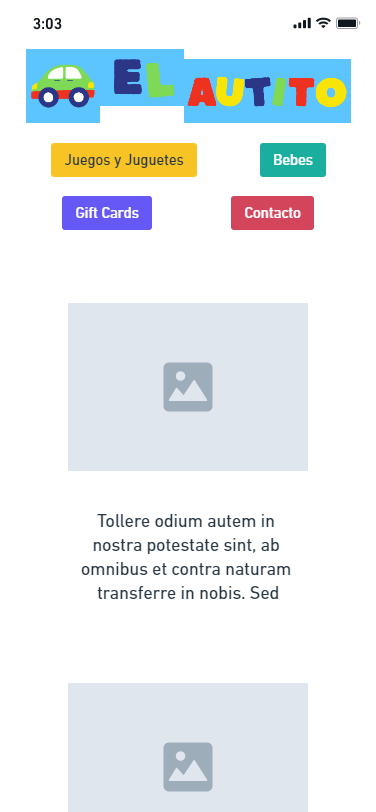 3:03
EL AUTITO
Juegos y Juguetes
Bebes
Gift Cards
Contacto
Tollere odium autem in
nostra potestate sint, ab
omnibus et contra naturam
transferre in nobis. Sed